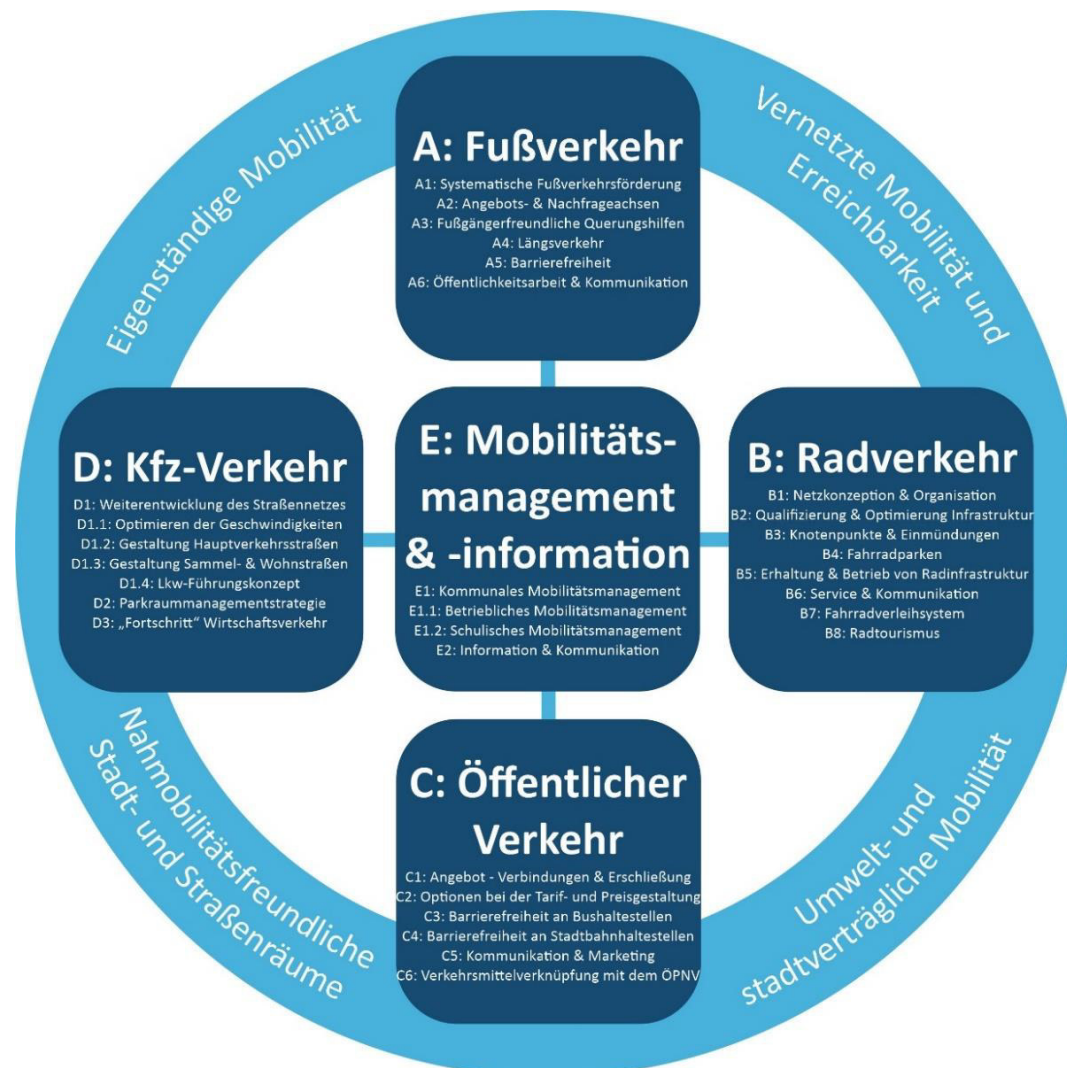 Eigenständige Mobilität
Vernetzte Mobilität und
Erreichbarkeit
A: Fußverkehr
A1: Systematische Fußverkehrsförderung
A2: Angebots- & Nachfrageachsen
A3: Fußgängerfreundliche Querungshilfen
A4: Längsverkehr
A5: Barrierefreiheit
A6: Öffentlichkeitsarbeit & Kommunikation
D: Kfz-Verkehr
D1: Weiterentwicklung des Straßennetzes
D1.1: Optimieren der Geschwindigkeiten
D1.2: Gestaltung Hauptverkehrsstraßen
D1.3: Gestaltung Sammel- & Wohnstraßen
D1.4: Lkw-Führungskonzept
D2: Parkraummanagementstrategie
D3: „Fortschritt“ Wirtschaftsverkehr
E: Mobilitäts-
management
& -information
E1: Kommunales Mobilitätsmanagement
E1.1: Betriebliches Mobilitätsmanagement
E1.2: Schulisches Mobilitätsmanagement
E2: Information & Kommunikation
B: Radverkehr
B1: Netzkonzeption & Organisation
B2: Qualifizierung & Optimierung Infrastruktur
B3: Knotenpunkte & Einmündungen
B4: Fahrradparken
B5: Erhaltung & Betrieb von Radinfrastruktur
B6: Service & Kommunikation
B7: Fahrradverleihsystem
B8: Radtourismus
C: Öffentlicher
Verkehr
C1: Angebot - Verbindungen & Erschließung
C2: Optionen bei der Tarif- und Preisgestaltung
C3: Barrierefreiheit an Bushaltestellen
C4: Barrierefreiheit an Stadtbahnhaltestellen
C5: Kommunikation & Marketing
C6: Verkehrsmittelverknüpfung mit dem ÖPNV
Nahmobilitätsfreundliche
Stadt- und Straßenräume
Umwelt- und
stadtverträgliche Mobilität